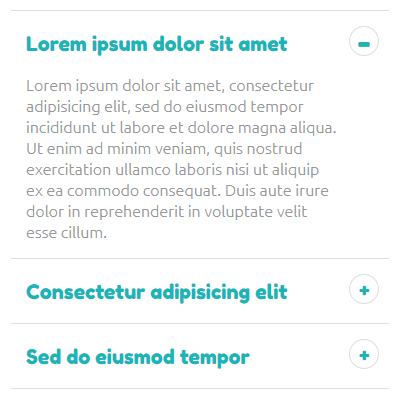 Lorem ipsum dolor sit amet
Lorem ipsum dolor sit amet, consectetur
adipisicing elit, sed do eiusmod tempor
incididunt ut labore et dolore magna aliqua.
Ut enim ad minim veniam, quis nostrud
exercitation ullamco laboris nisi ut aliquip
ex ea commodo consequat. Duis aute irure
dolor in reprehenderit in voluptate velit
esse cillum.
Consectetur adipisicing elit
Sed do eiusmod tempor